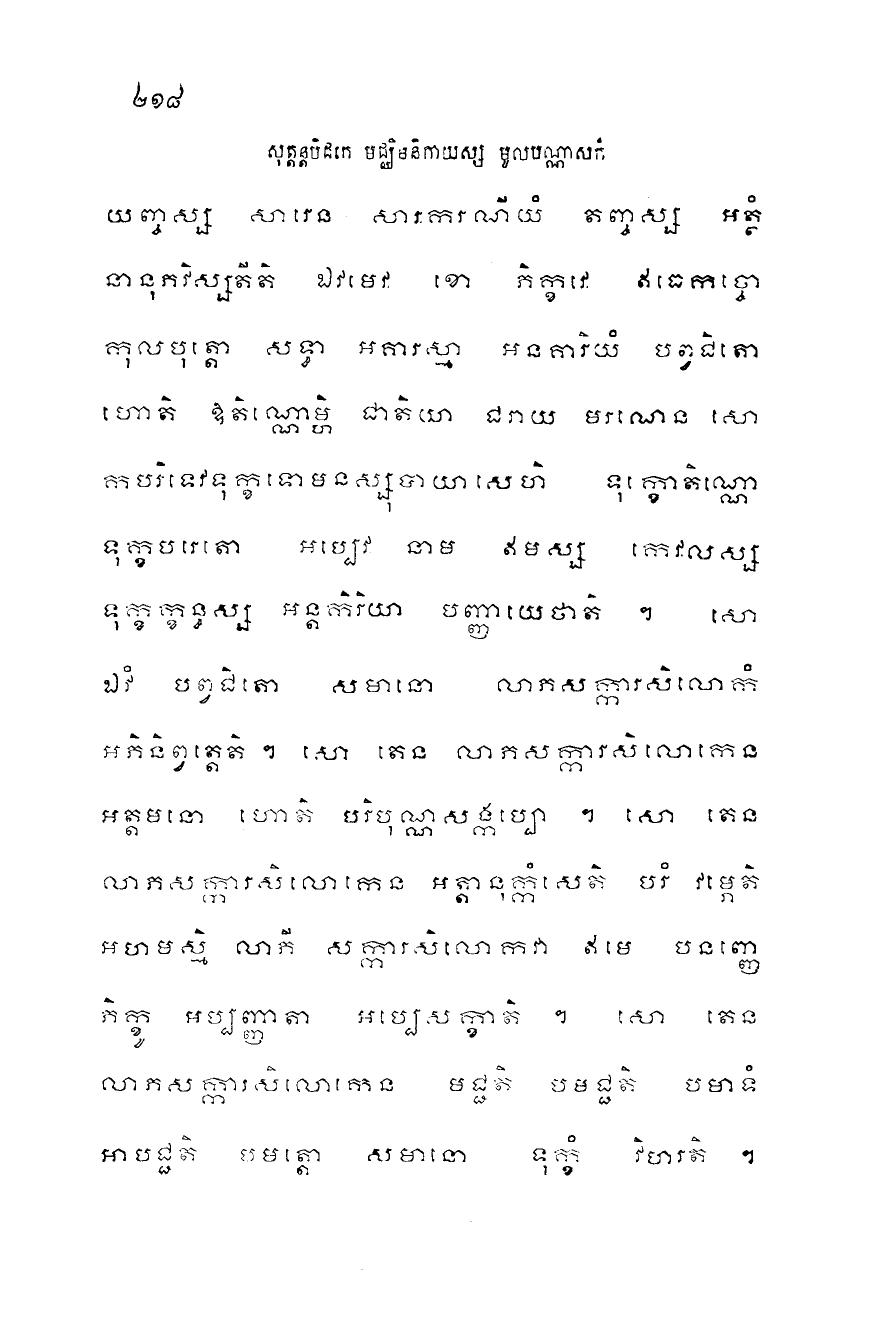 ២១៨
សុត្តន្តបិដកេ មជ្ឈិមនិកាយស្ស មូលបណ្ណាសកំ
យញ្ចស្ស សារេន សារករណីយំ តញ្ចស្ស អត្ថំ
នានុភវិស្សតីតិ ឯវមេវ ខោ ភិក្ខវេ ឥធេកច្ចោ
កុលបុត្តោ សទ្ធា អគារស្មា អនគារិយំ បព្វជិតោ
ហោតិ ឱតិណ្ណោម្ហិ ជាតិយា ជរាយ មរណេន សោ
កបរិទេវទុក្ខទោមនស្សុបាយាសេហិ ទុក្ខោតិណ្ណោ
ទុក្ខបរេតោ អប្បេវ នាម ឥមស្ស កេវលស្ស
ទុក្ខក្ខន្ធស្ស អន្តកិរិយា បញ្ញាយេថាតិ ។ សោ
ឯវំ បព្វជិតោ សមានោ លាភសក្ការសិលោកំ
អភិនិព្វត្តេតិ ។ សោ តេន លាភសក្ការសិលោកេន
អត្តមនោ ហោតិ បរិបុណ្ណសង្កប្បោ ។ សោ តេន
លាភសក្ការសិលោកេន អត្តានុក្កំសេតិ បរំ វម្ភេតិ
អហមស្មិ លាភី សក្ការសិលោកវា ឥមេ បនញ្ញេ
ភិក្ខូ អប្បញ្ញាតា អប្បេសក្ខាតិ ។ សោ តេន
លាភសក្ការសិលោកេន មជ្ជតិ បមជ្ជតិ បមាទំ
អាបជ្ជតិ បមត្តោ សមានោ ទុក្ខំ វិហរតិ ។